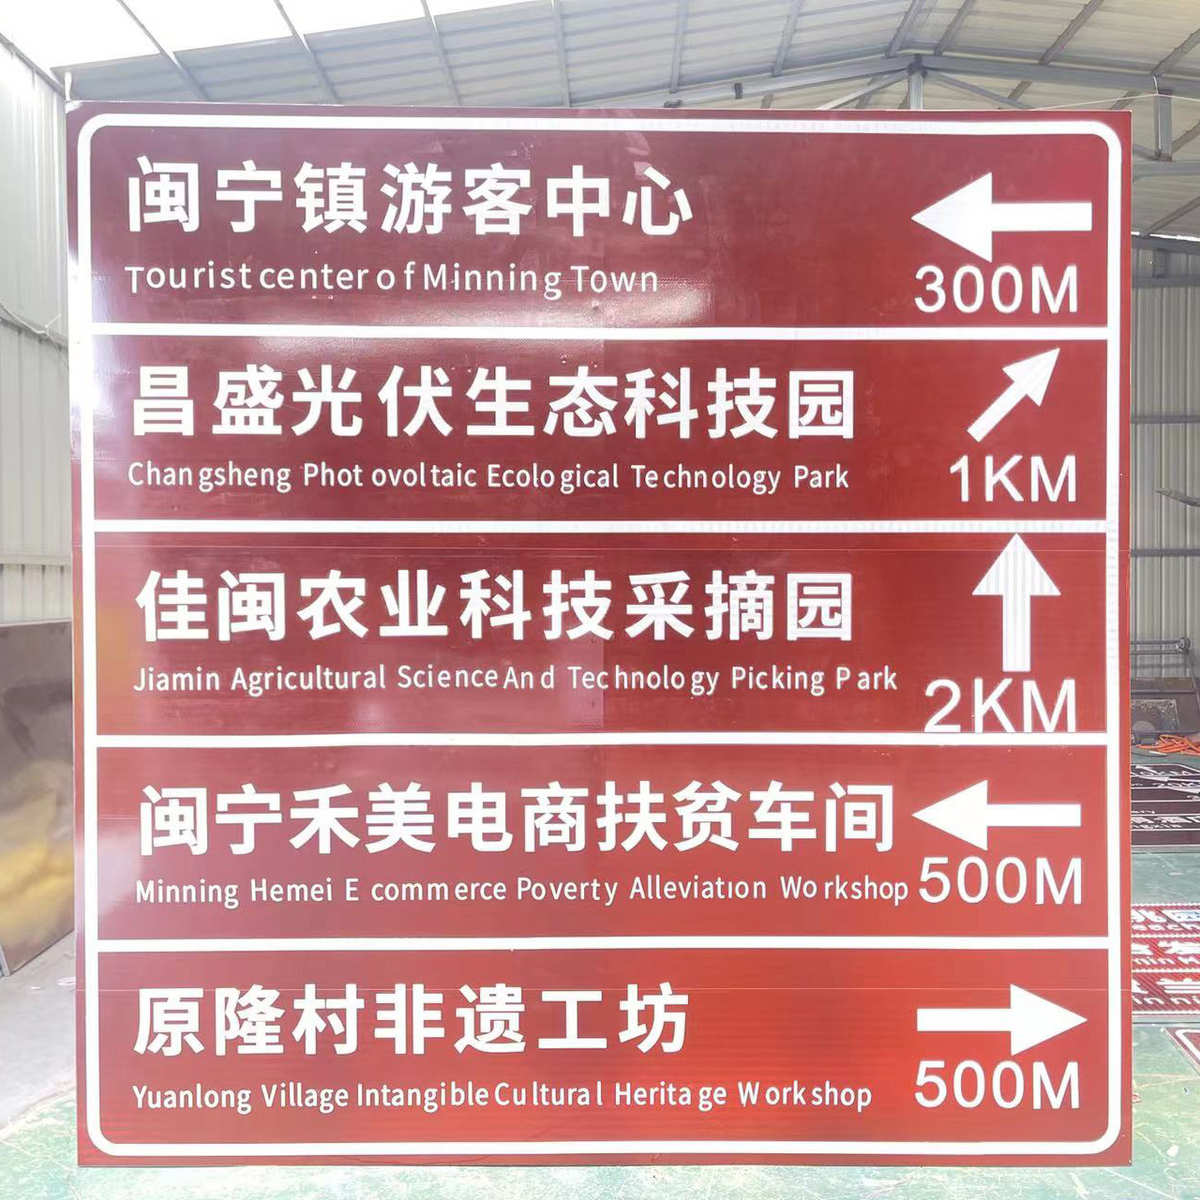 闽宁镇游客中心
Tourist center of Minning Town
300M
昌盛光伏生态科技园
Changsheng Photovoltaic Ecological Technology Park
1KM
佳闽农业科技采摘园
Jiamin Agricultural Science And Technology Picking Park
2KM
闽宁禾美电商扶贫车间
Minning Hemei E commerce Poverty Alleviation Workshop
500M
原隆村非遗工坊
Yuanlong Village Intangible Cultural Heritage Workshop
500M